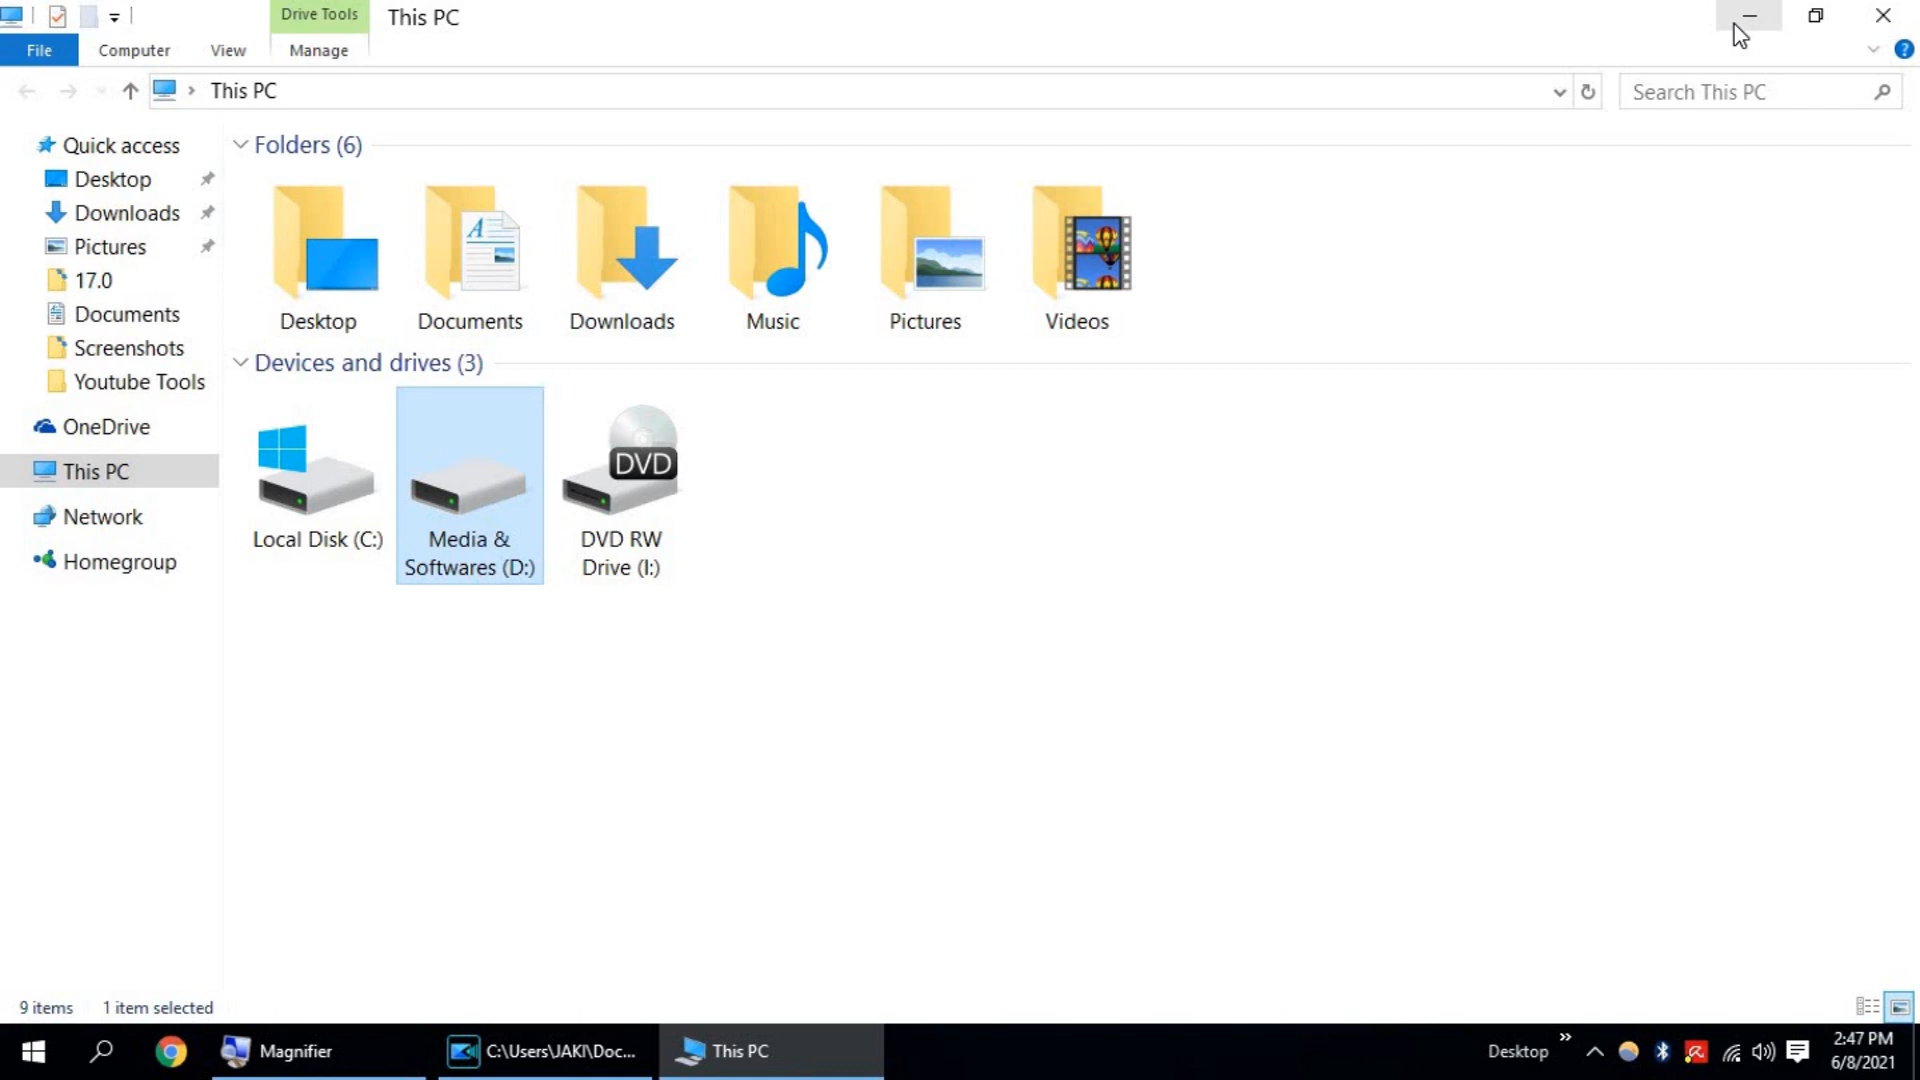 Drive Tools
This PC
File
Computer
View
Manage
This PC
Search This PC
Quick access
Desktop
Downloads
Pictures
17.0
Documents
Screenshots
Youtube Tools
OneDrive
This PC
Network
Homegroup
Folders (6)
Desktop
Documents
Downloads
Music
Pictures
Videos
Devices and drives (3)
Local Disk (C:)
Media &
Softwares (D:)
DVD
DVD RW
Drive (I:)
9 items
1 item selected
Magnifier
C:\Users\JAKI\Doc...
This PC
Desktop
2:47 PM
6/8/2021